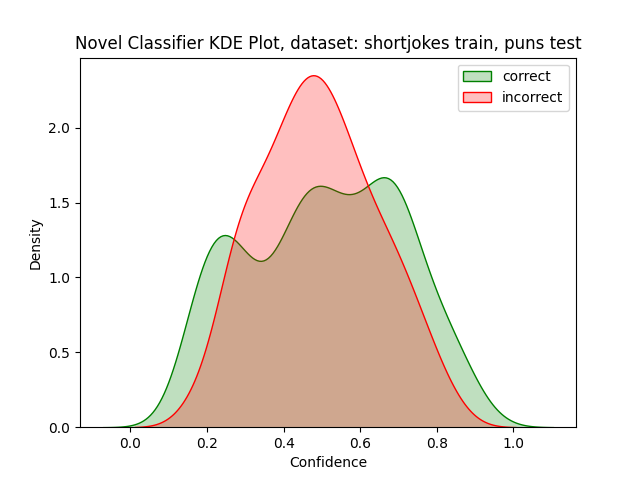 Novel Classifier KDE Plot, dataset: shortjokes train, puns test
correct
incorrect
2.0
1.5
1.0
0.5
0.0
Density
0.0 0.2 0.4 0.6 0.8 1.0
Confidence